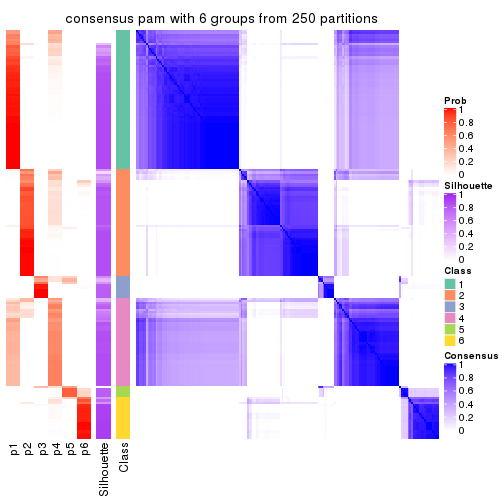 consensus pam with 6 groups from 250 partitions
Prob
1
0.8
0.6
0.4
0.2
0
Silhouette
1
0.8
0.6
0.4
0.2
0
Class
1
2
3
4
5
6
Consensus
1
0.8
0.6
0.4
0.2
0
p1
p2
p3
p4
p5
p6
Silhouette
Class